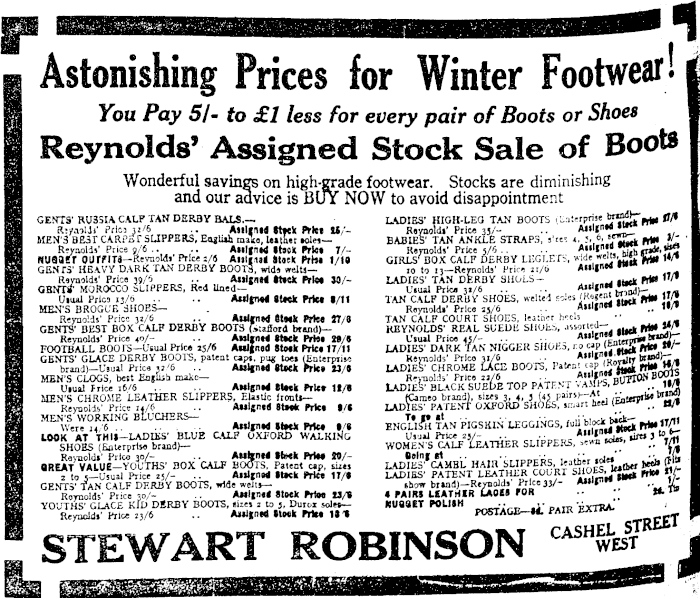 Astonishing Prices for Winter Footwear!
You Pay 5/- to £1 less for every pair of Boots or Shoes
Reynolds' Assigned Stock Sale of Boots
Wonderful savings on high-grade footwear. Stocks are diminishing
and our advice is BUY NOW to avoid disappointment
GENTS' RUSSIA CALF TAN DERBY BALS.—
Reynolds' Price 32/6 .. Assigned Stock Price 25/-
MEN'S BEST CARPET SLIPPERS, English make, leather soles—
Reynolds' Price 9/6 .. Assigned Stock Price 7/-
NUGGET OUTFITS—Reynolds' Price 2/6 Assigned Stock Price 1/10
GENTS' HEAVY DARK TAN DERBY BOOTS, wide welts—
Reynolds' Price 39/6 .. Assigned Stock Price 30/-
GENTS' MOROCCO SLIPPERS, Red lined—
Usual Price 13/6 .. Assigned Stock Price 8/11
MEN'S BROGUE SHOES—
Reynolds' Price 32/6 .. Assigned Stock Price 27/6
GENTS' BEST BOX CALF DERBY BOOTS (Stafford brand)—
Reynolds' Price 40/- .. Assigned Stock Price 29/6
FOOTBALL BOOTS—Usual Price 25/6 Assigned Stock Price 17/11
GENTS' GLACE DERBY BOOTS, patent caps, pug toes (Enterprise
brand)—Usual Price 32/6 .. Assigned Stock Price 23/6
MEN'S CLOGS, best English make—
Usual Price 16/6 .. Assigned Stock Price 12/6
MEN'S CHROME LEATHER SLIPPERS, Elastic fronts—
Reynolds' Price 14/6 .. Assigned Stock Price 9/6
MEN'S WORKING BLUCHERS—
Were 14/6 .. Assigned Stock Price 9/6
LOOK AT THIS—LADIES' BLUE CALF OXFORD WALKING
SHOES (Enterprise brand)—
Reynolds' Price 30/- .. Assigned Stock Price 20/-
GREAT VALUE—YOUTHS' BOX CALF BOOTS, Patent cap, sizes
2 to 5—Usual Price 25/- .. Assigned Stock Price 17/6
GENTS' TAN CALF DERBY BOOTS, wide welts—
Reynolds' Price 30/- .. Assigned Stock Price 23/6
YOUTHS' GLACE KID DERBY BOOTS, sizes 2 to 5, Durox soles—
Reynolds' Price 23/6 .. Assigned Stock Price 18/6
LADIES' HIGH-LEG TAN BOOTS (Enterprise brand)—
Reynolds' Price 35/- .. Assigned Stock Price 27/6
BABIES' TAN ANKLE STRAPS, sizes 4, 5, 6, sewn—
Reynolds' Price 5/6 .. Assigned Stock Price 3/-
GIRLS' BOX CALF DERBY LEGLETS, wide welts, high grade, sizes
10 to 13—Reynolds' Price 21/6 Assigned Stock Price 14/6
LADIES' TAN DERBY SHOES—
Usual Price 31/6 .. Assigned Stock Price 17/6
TAN CALF DERBY SHOES, welted soles (Regent brand)—
Reynolds' Price 25/6 .. Assigned Stock Price 17/6
TAN CALF COURT SHOES, leather heels .. 18/6
REYNOLDS' REAL SUEDE SHOES, assorted—
Usual Price 45/- .. Assigned Stock Price 24/6
LADIES' DARK TAN NIGGER SHOES, no cap (Enterprise brand)—
Reynolds' Price 31/6 .. Assigned Stock Price 20/-
LADIES' CHROME LACE BOOTS, Patent cap (Royalty brand)—
Reynolds' Price 22/6 .. Assigned Stock Price 16/6
LADIES' BLACK SUEDE TOP PATENT VAMPS, BUTTON BOOTS
(Cameo brand), sizes 3, 4, 5 (45 pairs)—At .. 10/6
LADIES' PATENT OXFORD SHOES, smart heel (Enterprise brand)
To go at .. 22/6
ENGLISH TAN PIGSKIN LEGGINGS, full block back—
Usual Price 25/- .. Assigned Stock Price 17/11
WOMEN'S CALF LEATHER SLIPPERS, sewn soles, sizes 3 to
Going at .. 7/11
LADIES' CAMEL HAIR SLIPPERS, leather soles .. 7/6
LADIES' PATENT LEATHER COURT SHOES, leather heels
show brand)—Reynolds' Price 33/- Assigned Stock Price 21/-
4 PAIRS LEATHER LACES FOR .. 1/-
NUGGET POLISH
POSTAGE— PAIR EXTRA.
STEWART ROBINSON
CASHEL STREET
WEST